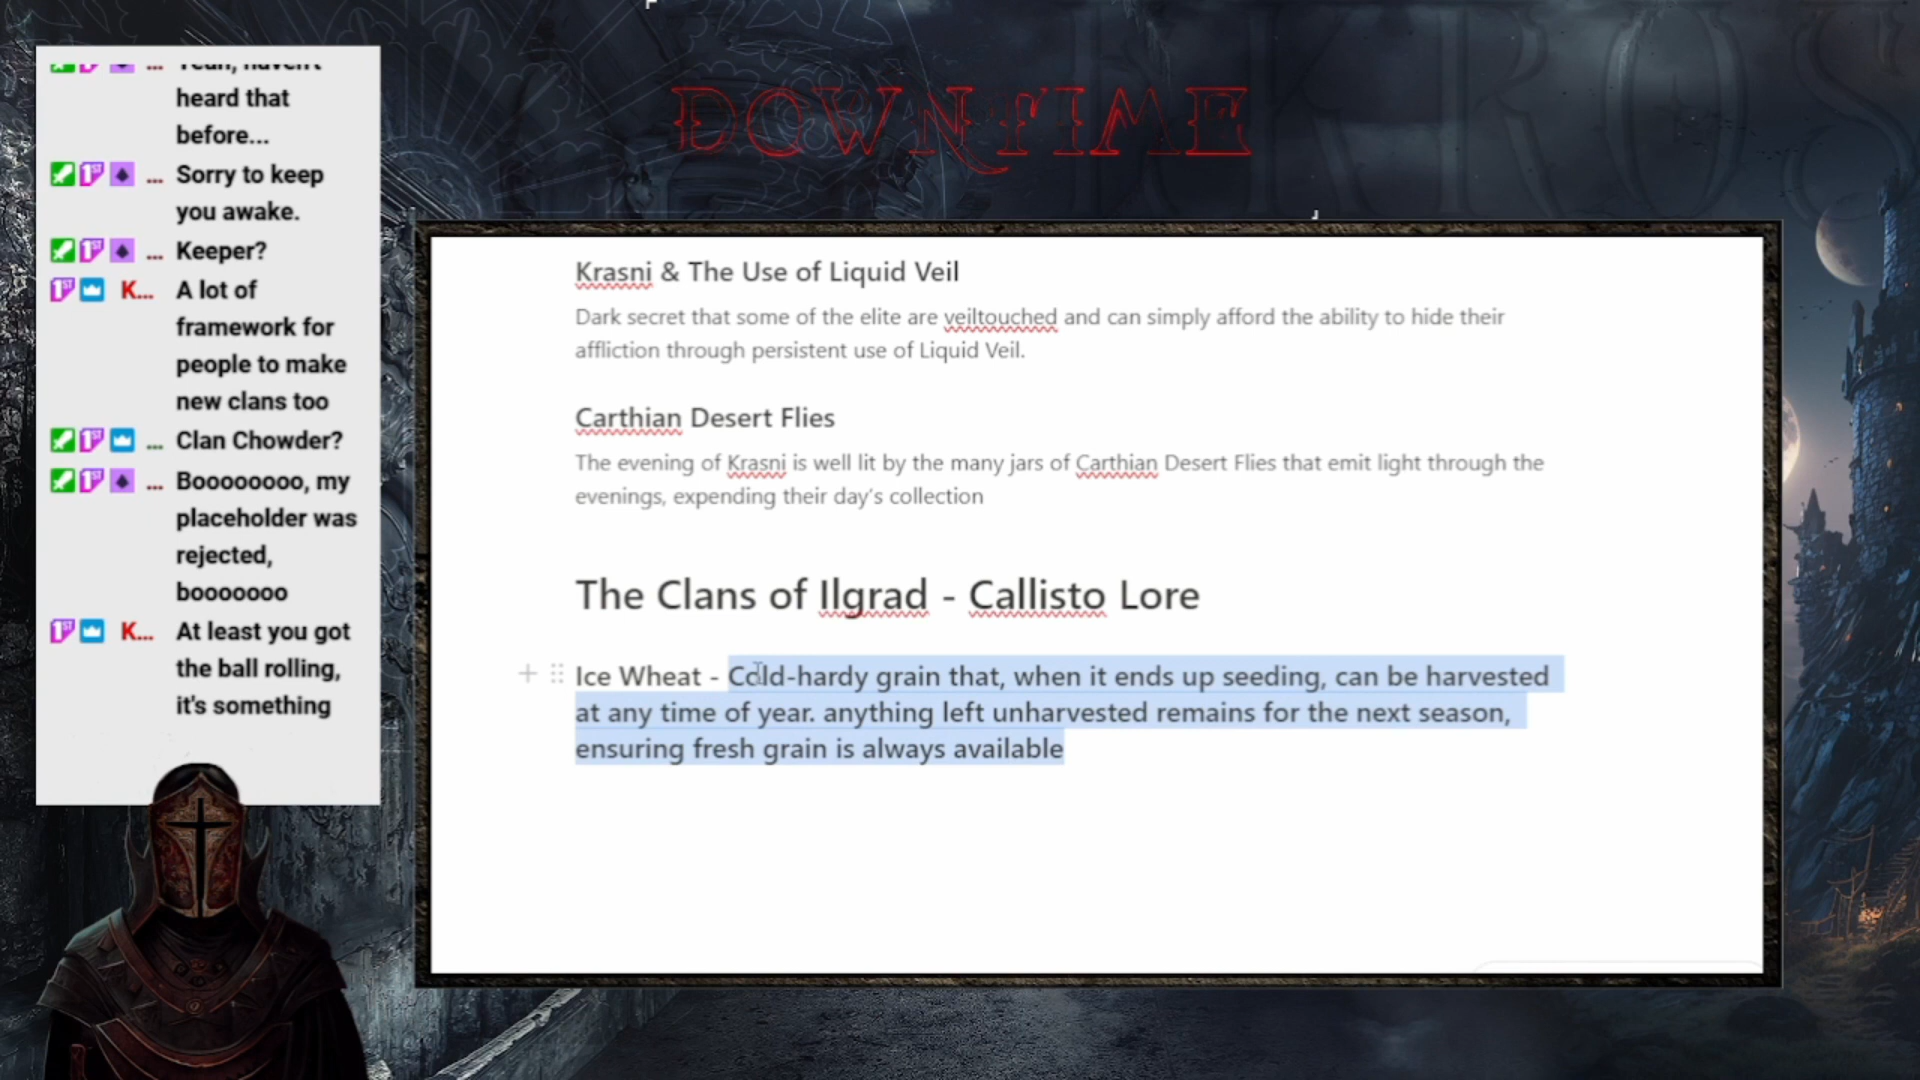 Yeah, haven't
heard that
before...
... Sorry to keep
you awake.
... Keeper?
K... A lot of
framework for
people to make
new clans too
... Clan Chowder?
... Boooooooo, my
placeholder was
rejected,
booooooo
K... At least you got
the ball rolling,
it's something
DOWNTIME
Krasni & The Use of Liquid Veil
Dark secret that some of the elite are veiltouched and can simply afford the ability to hide their
affliction through persistent use of Liquid Veil.
Carthian Desert Flies
The evening of Krasni is well lit by the many jars of Carthian Desert Flies that emit light through the
evenings, expending their day's collection
The Clans of Ilgrad - Callisto Lore
Ice Wheat - Cold-hardy grain that, when it ends up seeding, can be harvested
at any time of year. anything left unharvested remains for the next season,
ensuring fresh grain is always available